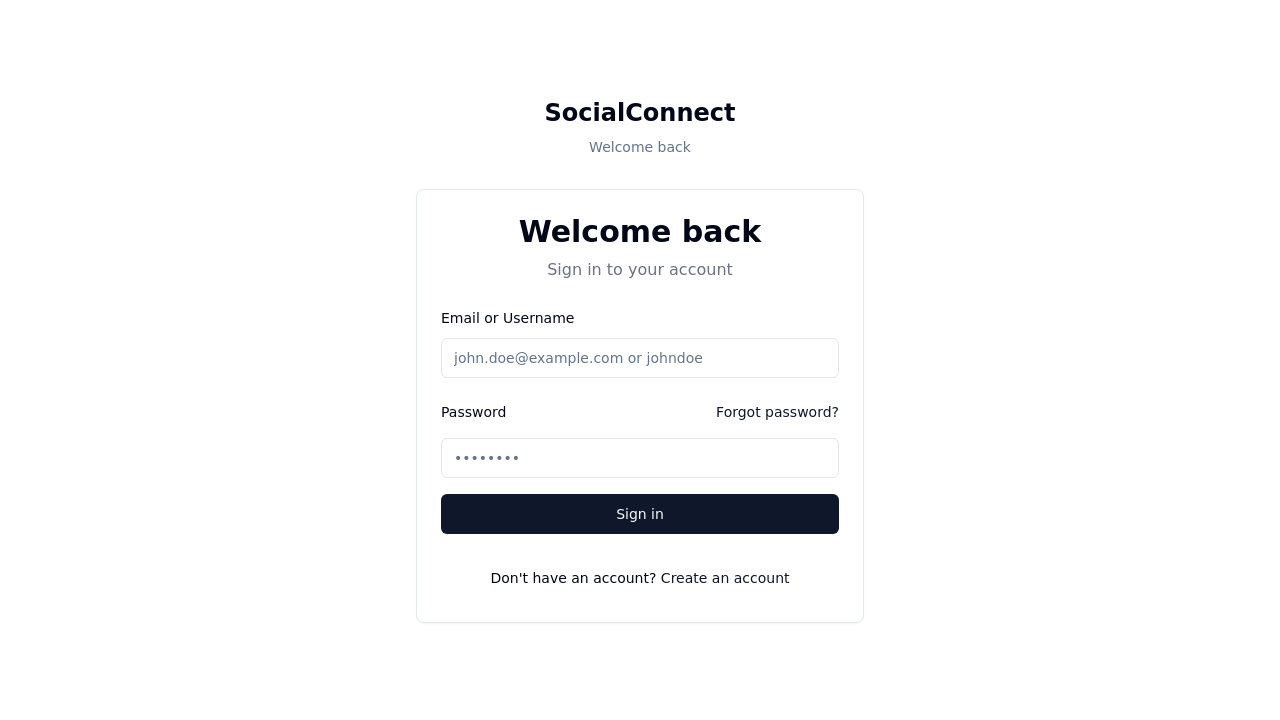 SocialConnect
Welcome back
Welcome back
Sign in to your account
Email or Username
john.doe@example.com or johndoe
Password Forgot password?
••••••••
Sign in
Don't have an account? Create an account